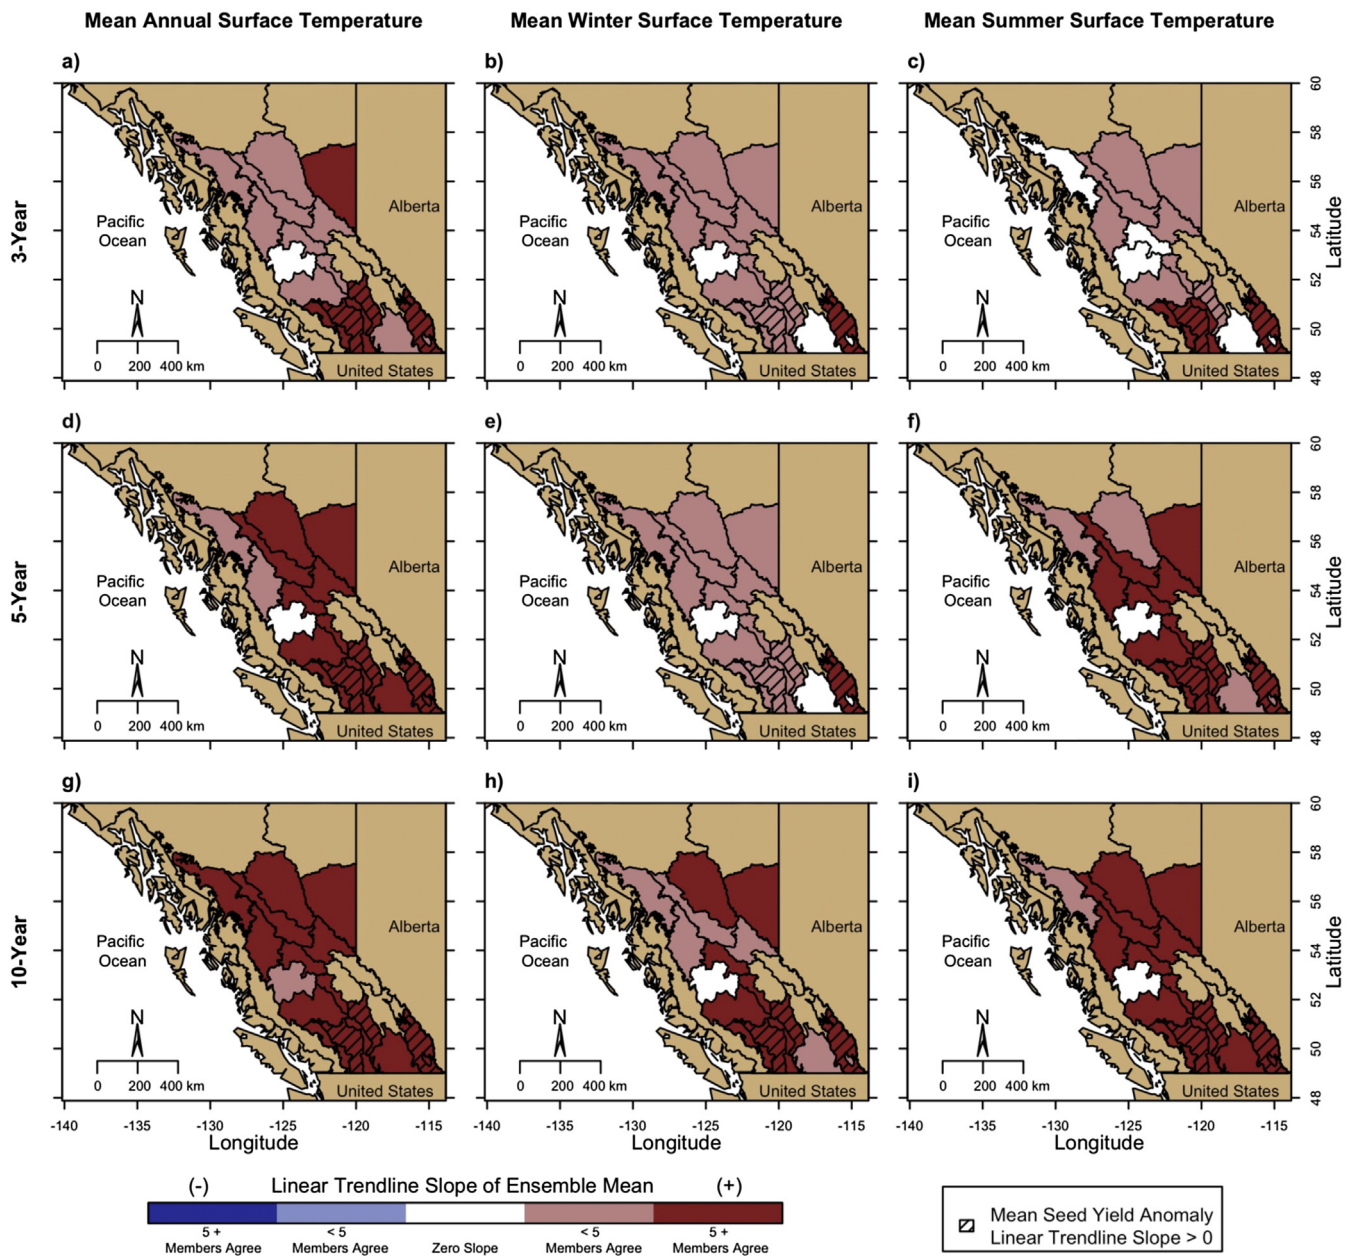 Mean Annual Surface Temperature Mean Winter Surface Temperature Mean Summer Surface Temperature
a) b) c)
3-Year
Pacific
Ocean
Alberta
N
0 200 400 km
United States
Pacific
Ocean
Alberta
N
0 200 400 km
United States
Pacific
Ocean
Alberta
N
0 200 400 km
United States
60
58
56
54
52
50
48
Latitude
d) e) f)
5-Year
Pacific
Ocean
Alberta
N
0 200 400 km
United States
Pacific
Ocean
Alberta
N
0 200 400 km
United States
Pacific
Ocean
Alberta
N
0 200 400 km
United States
60
58
56
54
52
50
48
Latitude
g) h) i)
10-Year
Pacific
Ocean
Alberta
N
0 200 400 km
United States
Pacific
Ocean
Alberta
N
0 200 400 km
United States
Pacific
Ocean
Alberta
N
0 200 400 km
United States
60
58
56
54
52
50
48
Latitude
-140 -135 -130 -125 -120 -115 -140 -135 -130 -125 -120 -115 -140 -135 -130 -125 -120 -115
Longitude Longitude Longitude
(-) Linear Trendline Slope of Ensemble Mean (+)
5 + < 5 < 5 5 +
Members Agree Members Agree Zero Slope Members Agree Members Agree
Mean Seed Yield Anomaly
Linear Trendline Slope > 0